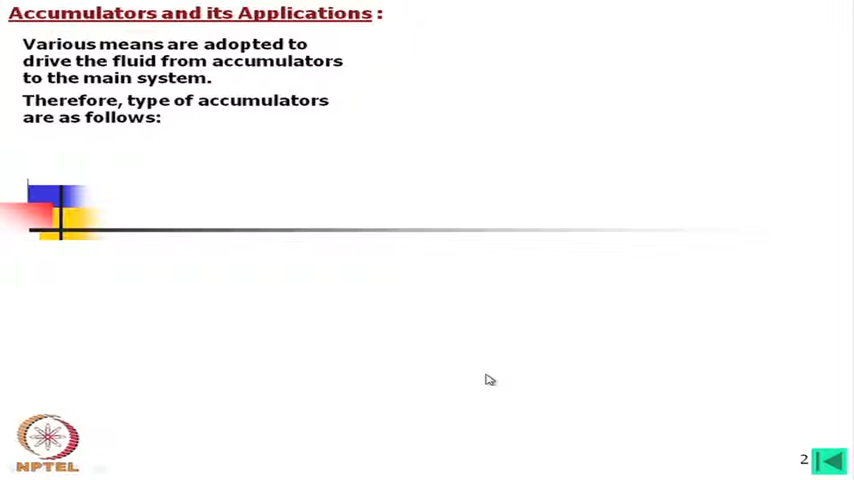 Accumulators and its Applications :
Various means are adopted to
drive the fluid from accumulators
to the main system.
Therefore, type of accumulators
are as follows:
NPTEL
2